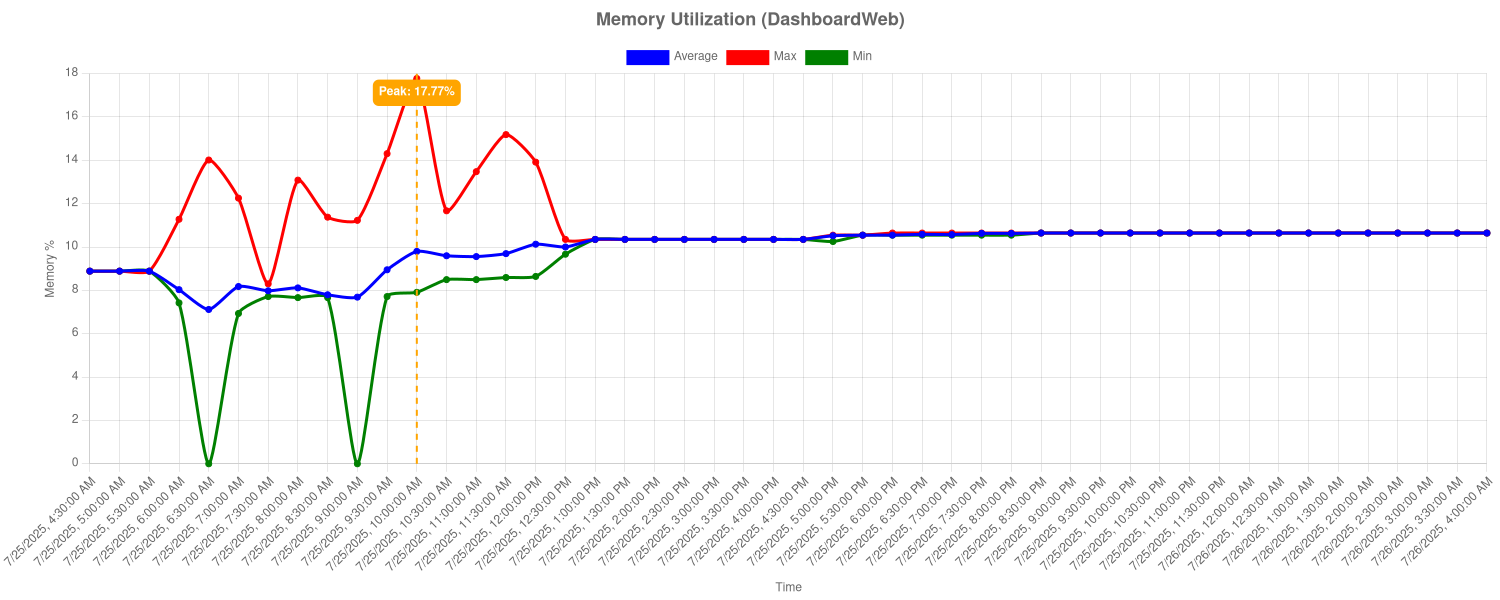 Memory Utilization (DashboardWeb)
Average Max Min
Peak: 17.77%
18
16
14
12
10
8
6
4
2
0
Memory %
7/25/2025, 4:30:00 AM
7/25/2025, 5:00:00 AM
7/25/2025, 5:30:00 AM
7/25/2025, 6:00:00 AM
7/25/2025, 6:30:00 AM
7/25/2025, 7:00:00 AM
7/25/2025, 7:30:00 AM
7/25/2025, 8:00:00 AM
7/25/2025, 8:30:00 AM
7/25/2025, 9:00:00 AM
7/25/2025, 9:30:00 AM
7/25/2025, 10:00:00 AM
7/25/2025, 10:30:00 AM
7/25/2025, 11:00:00 AM
7/25/2025, 11:30:00 AM
7/25/2025, 12:00:00 PM
7/25/2025, 12:30:00 PM
7/25/2025, 1:00:00 PM
7/25/2025, 1:30:00 PM
7/25/2025, 2:00:00 PM
7/25/2025, 2:30:00 PM
7/25/2025, 3:00:00 PM
7/25/2025, 3:30:00 PM
7/25/2025, 4:00:00 PM
7/25/2025, 4:30:00 PM
7/25/2025, 5:00:00 PM
7/25/2025, 5:30:00 PM
7/25/2025, 6:00:00 PM
7/25/2025, 6:30:00 PM
7/25/2025, 7:00:00 PM
7/25/2025, 7:30:00 PM
7/25/2025, 8:00:00 PM
7/25/2025, 8:30:00 PM
7/25/2025, 9:00:00 PM
7/25/2025, 9:30:00 PM
7/25/2025, 10:00:00 PM
7/25/2025, 10:30:00 PM
7/25/2025, 11:00:00 PM
7/25/2025, 11:30:00 PM
7/26/2025, 12:00:00 AM
7/26/2025, 12:30:00 AM
7/26/2025, 1:00:00 AM
7/26/2025, 1:30:00 AM
7/26/2025, 2:00:00 AM
7/26/2025, 2:30:00 AM
7/26/2025, 3:00:00 AM
7/26/2025, 3:30:00 AM
7/26/2025, 4:00:00 AM
Time